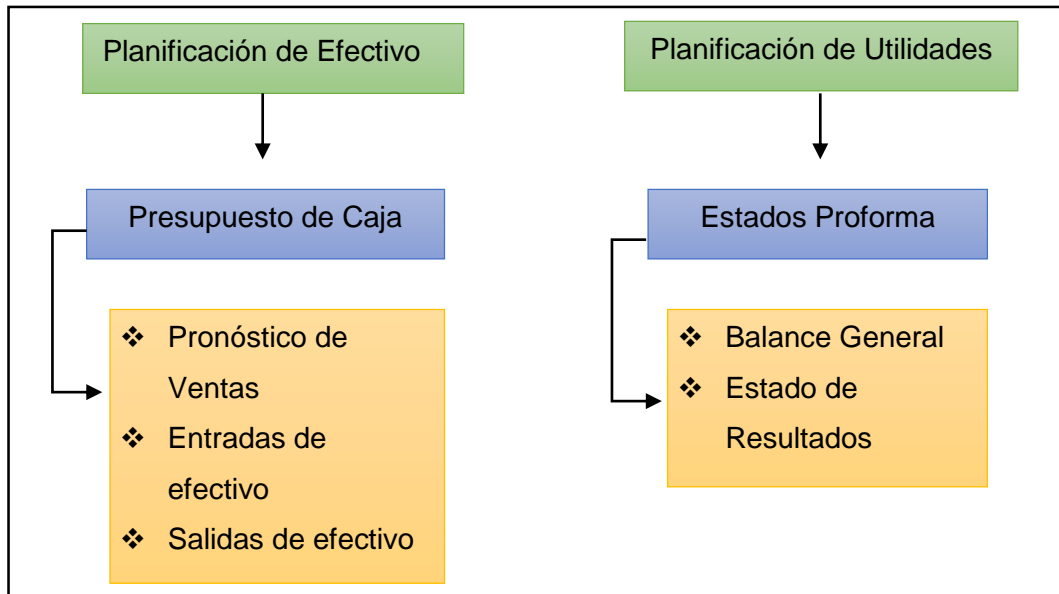 Planificación de Efectivo
Presupuesto de Caja
❖ Pronóstico de
Ventas
❖ Entradas de
efectivo
❖ Salidas de efectivo
Planificación de Utilidades
Estados Proforma
❖ Balance General
❖ Estado de
Resultados